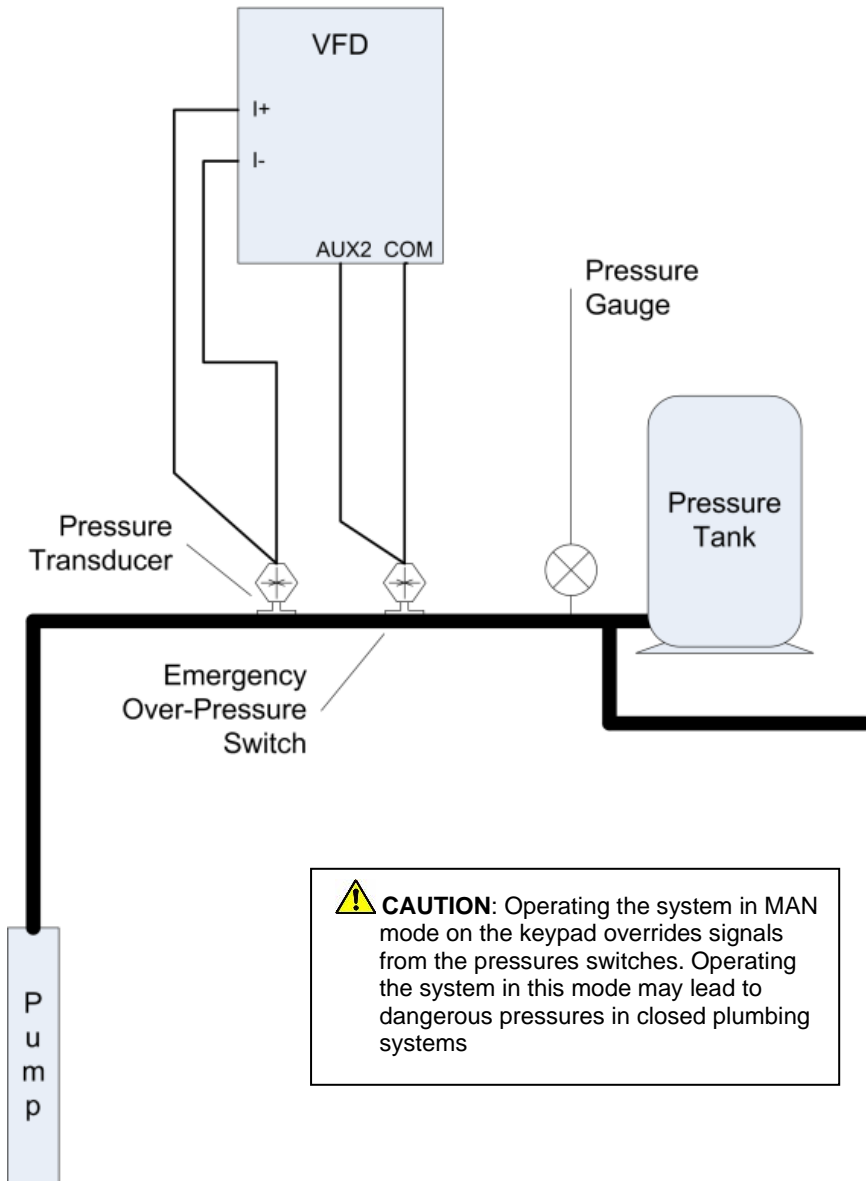 VFD
I+
I-
AUX2 COM
Pressure
Gauge
Pressure
Tank
Pressure
Transducer
Emergency
Over-Pressure
Switch
CAUTION: Operating the system in MAN
mode on the keypad overrides signals
from the pressures switches. Operating
the system in this mode may lead to
dangerous pressures in closed plumbing
systems
Pump